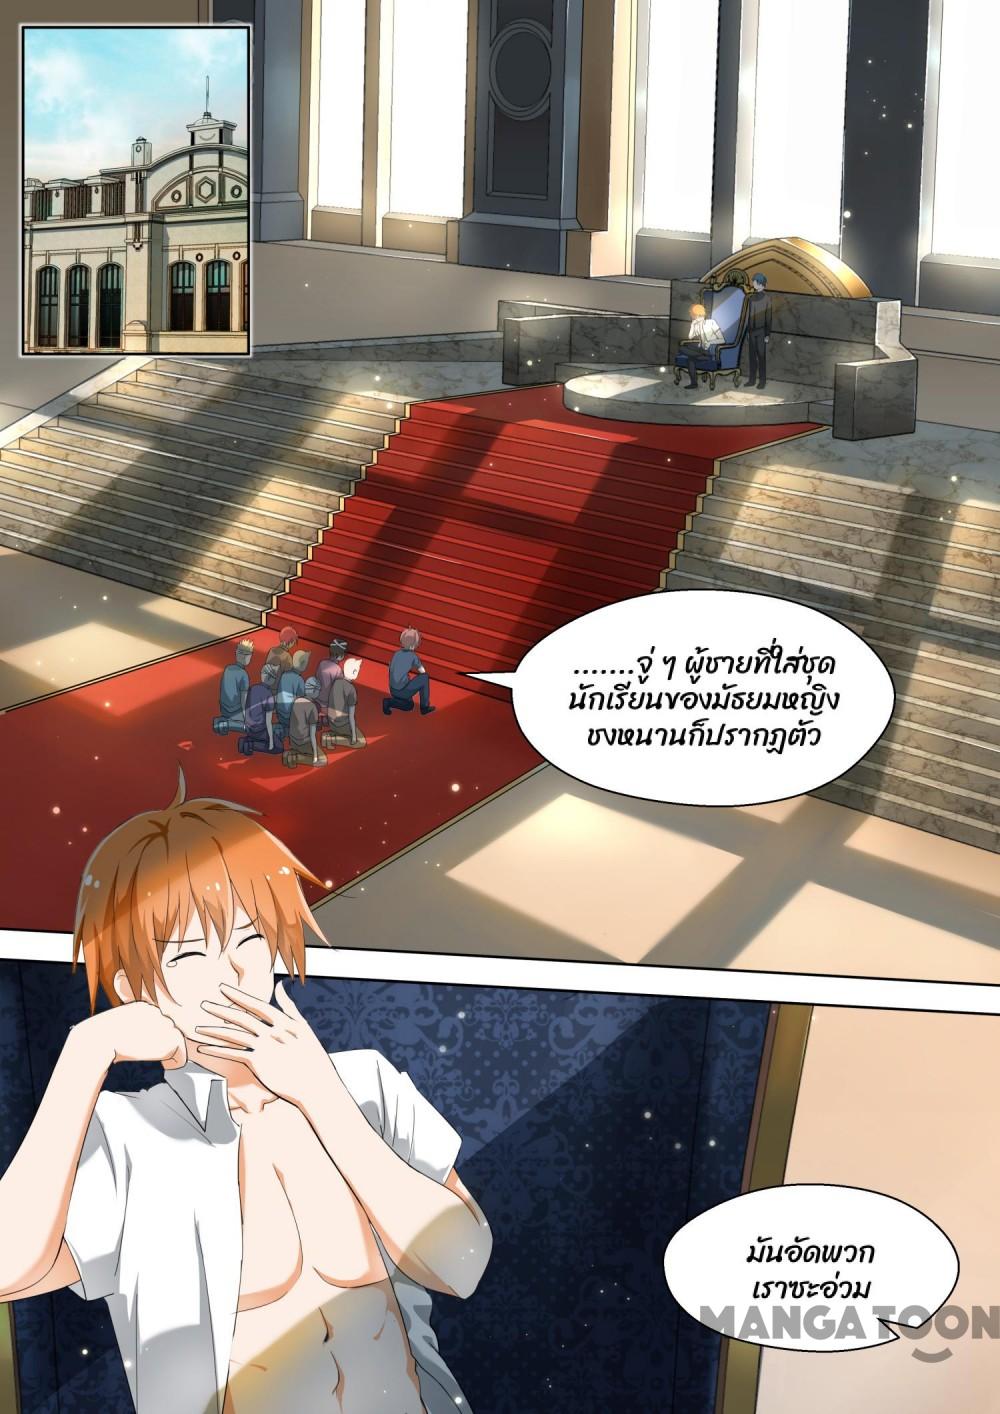 .......จู่ ๆ ผู้ชายที่ใส่ชุด
นักเรียนของมัธยมหญิง
ชงหนานก็ปรากฏตัว
มันอัดพวก
เราซะอ่วม
MANGATOON